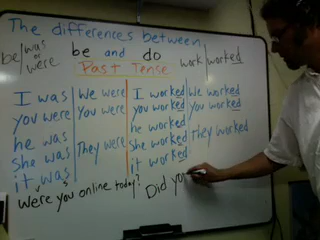 The differences between
be | was or were be and do work | worked
Past Tense
I was | We were | I worked | We worked
you were | You were | you worked | you worked
he was | he worked
She was | They were | She worked | They worked
it was | it worked
Were you online today? Did yo